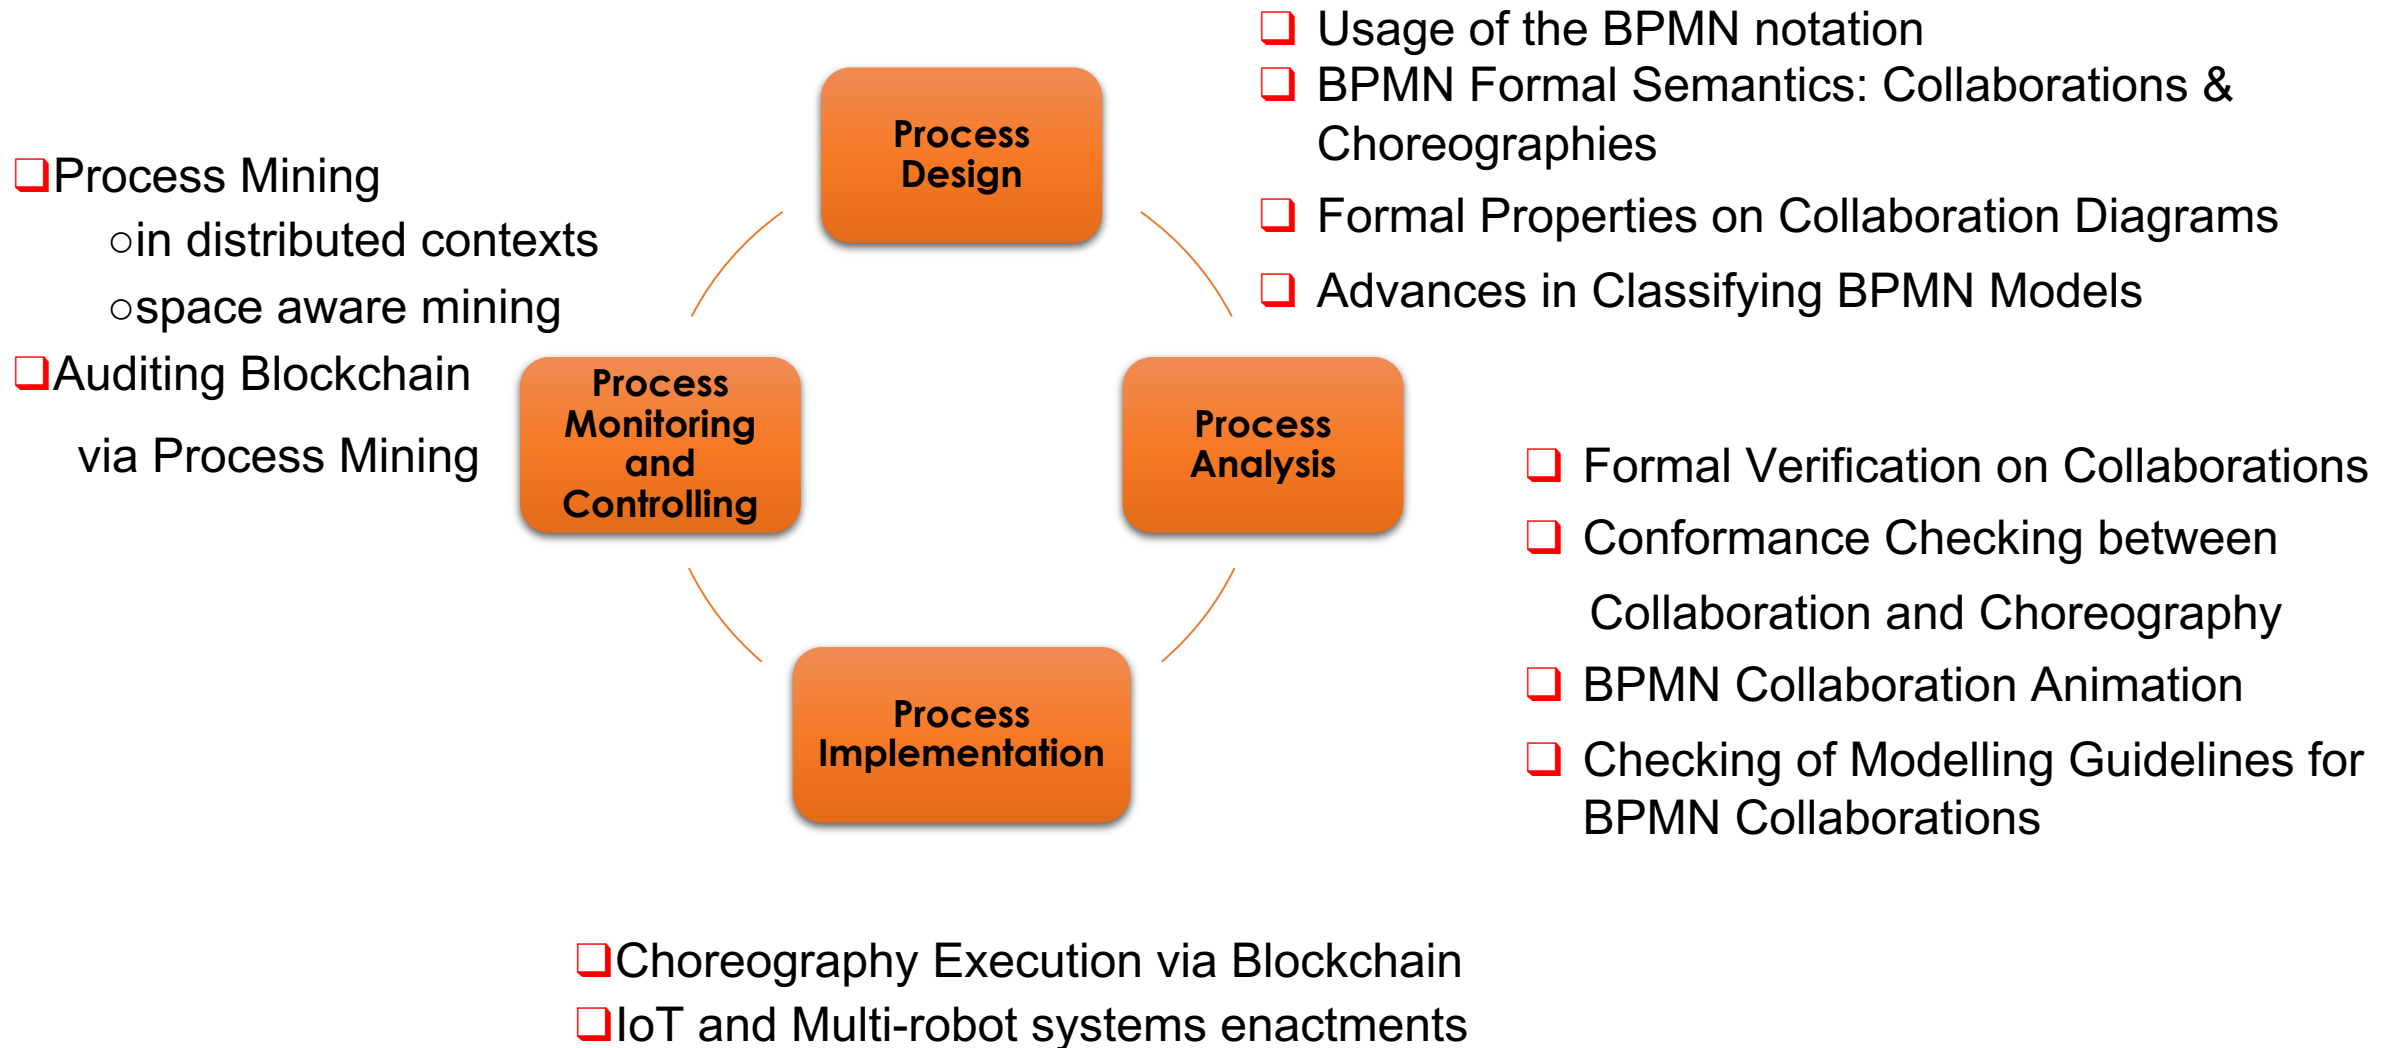 ❑ Usage of the BPMN notation
❑ BPMN Formal Semantics: Collaborations &
Choreographies
❑ Formal Properties on Collaboration Diagrams
❑ Advances in Classifying BPMN Models
Process
Design
❑Process Mining
○in distributed contexts
○space aware mining
❑Auditing Blockchain
via Process Mining
Process
Monitoring
and
Controlling
Process
Analysis
❑ Formal Verification on Collaborations
❑ Conformance Checking between
Collaboration and Choreography
❑ BPMN Collaboration Animation
❑ Checking of Modelling Guidelines for
BPMN Collaborations
Process
Implementation
❑Choreography Execution via Blockchain
❑IoT and Multi-robot systems enactments